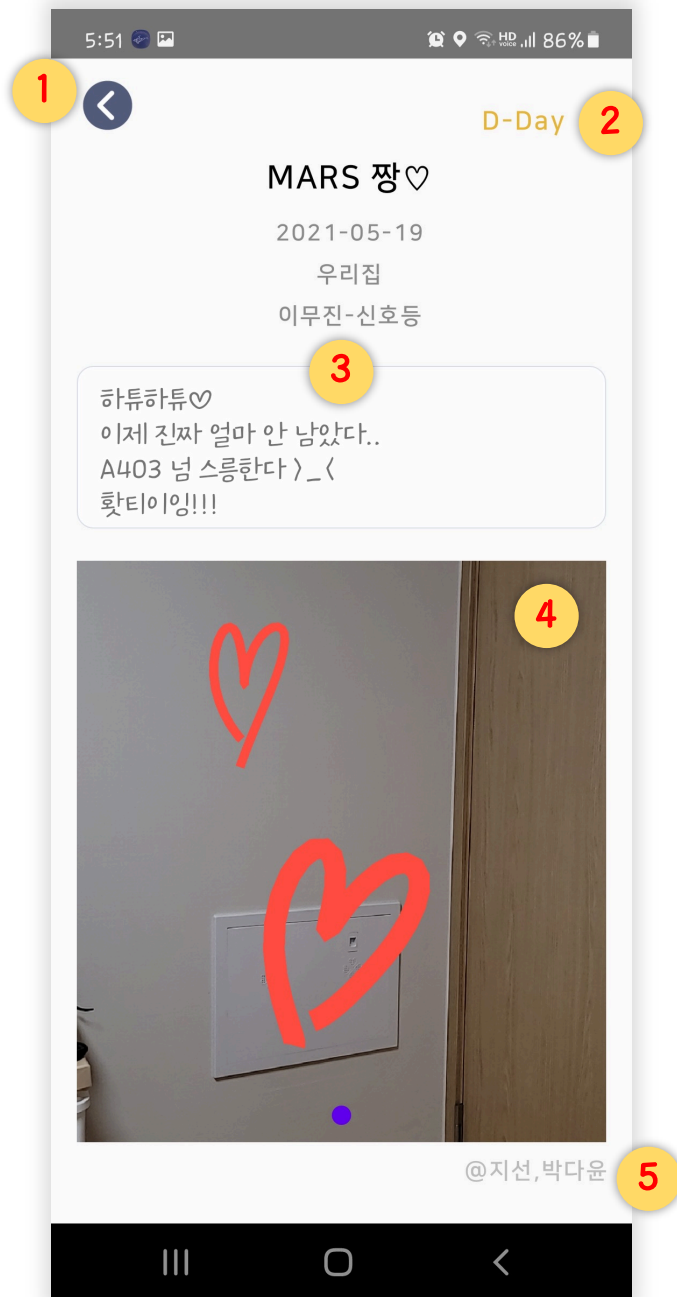 5:51 HD voice 86%
1
D-Day 2
MARS 짱♡
2021-05-19
우리집
이무진-신호등
3
하튜하튜♡
이제 진짜 얼마 안 남았다..
A403 넘 스릉한다 >_<
홧티이잉!!!
4
@지선,박다윤 5